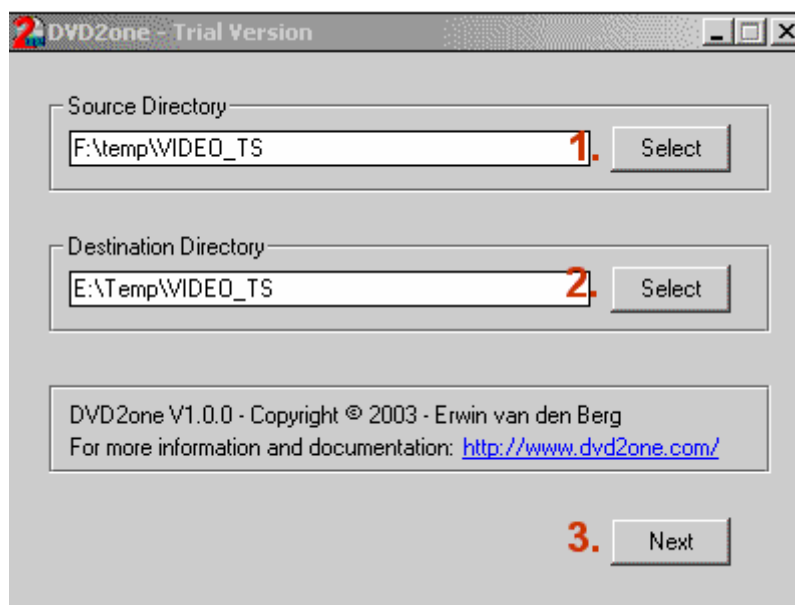 DVD2one - Trial Version
Source Directory
F:\temp\VIDEO_TS 1. Select
Destination Directory
E:\Temp\VIDEO_TS 2. Select
DVD2one V1.0.0 - Copyright © 2003 - Erwin van den Berg
For more information and documentation: http://www.dvd2one.com/
3. Next